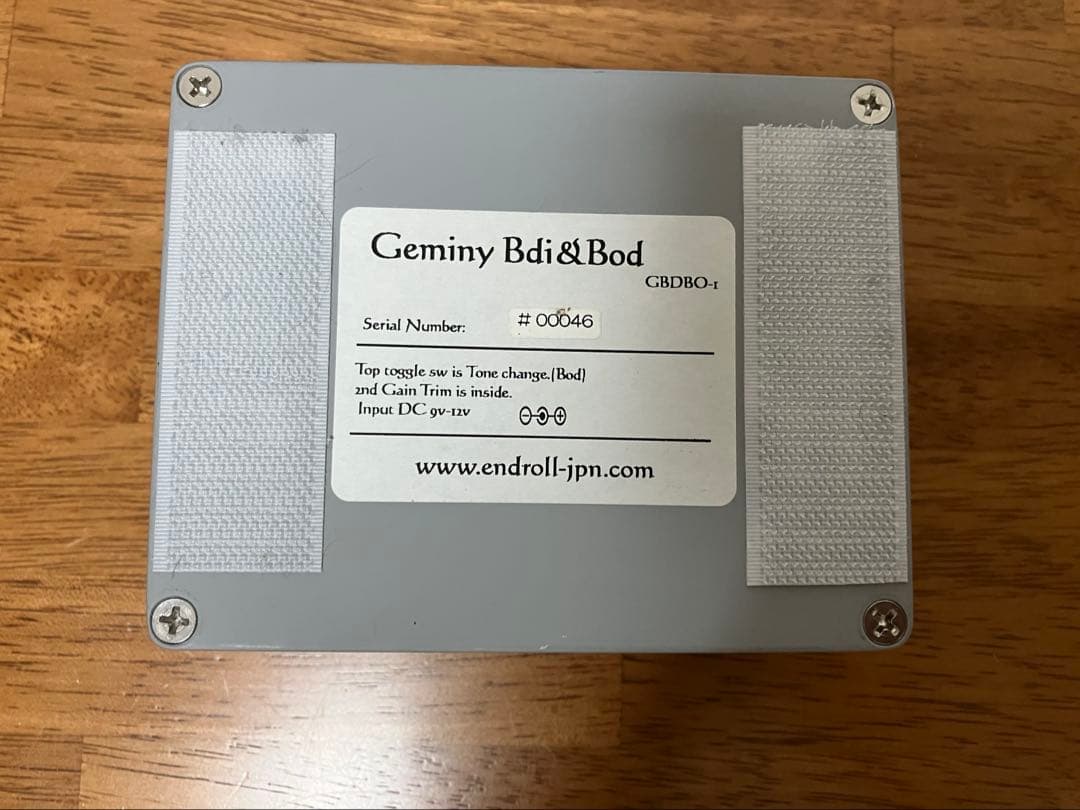 Geminy Bdi&Bod
GBDBO-1
Serial Number: # 00046
Top toggle sw is Tone change.(Bod)
2nd Gain Trim is inside.
Input DC 9v-12v
www.endroll-jpn.com